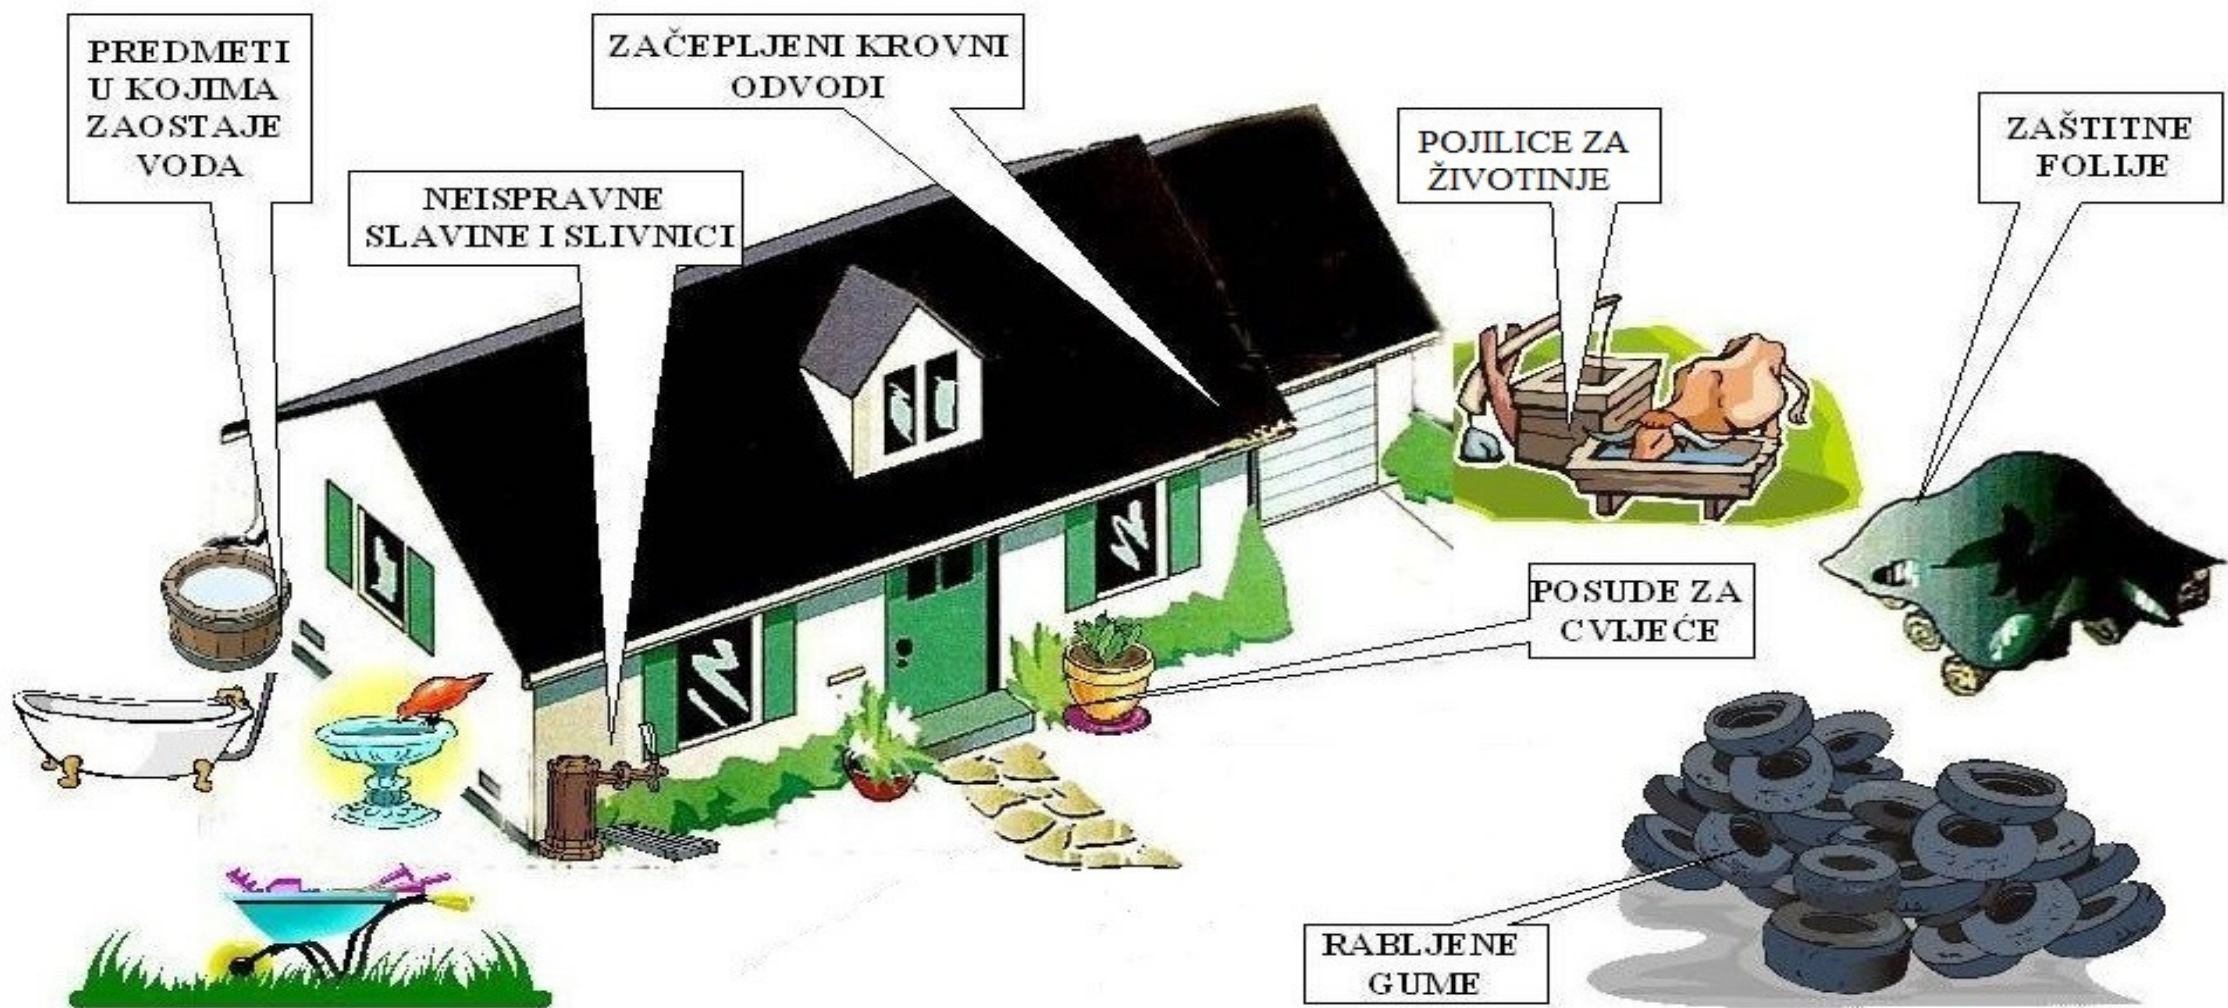 PREDMETI
U KOJIMA
ZAOSTAJE
VODA
NEISPRAVNE
SLAVINE I SLIVNICI
ZAČEPLJENI KROVNI
ODVODI
POJILICE ZA
ŽIVOTINJE
ZAŠTITNE
FOLIJE
POSUDE ZA
CVIJEĆE
RABLJENE
GUME